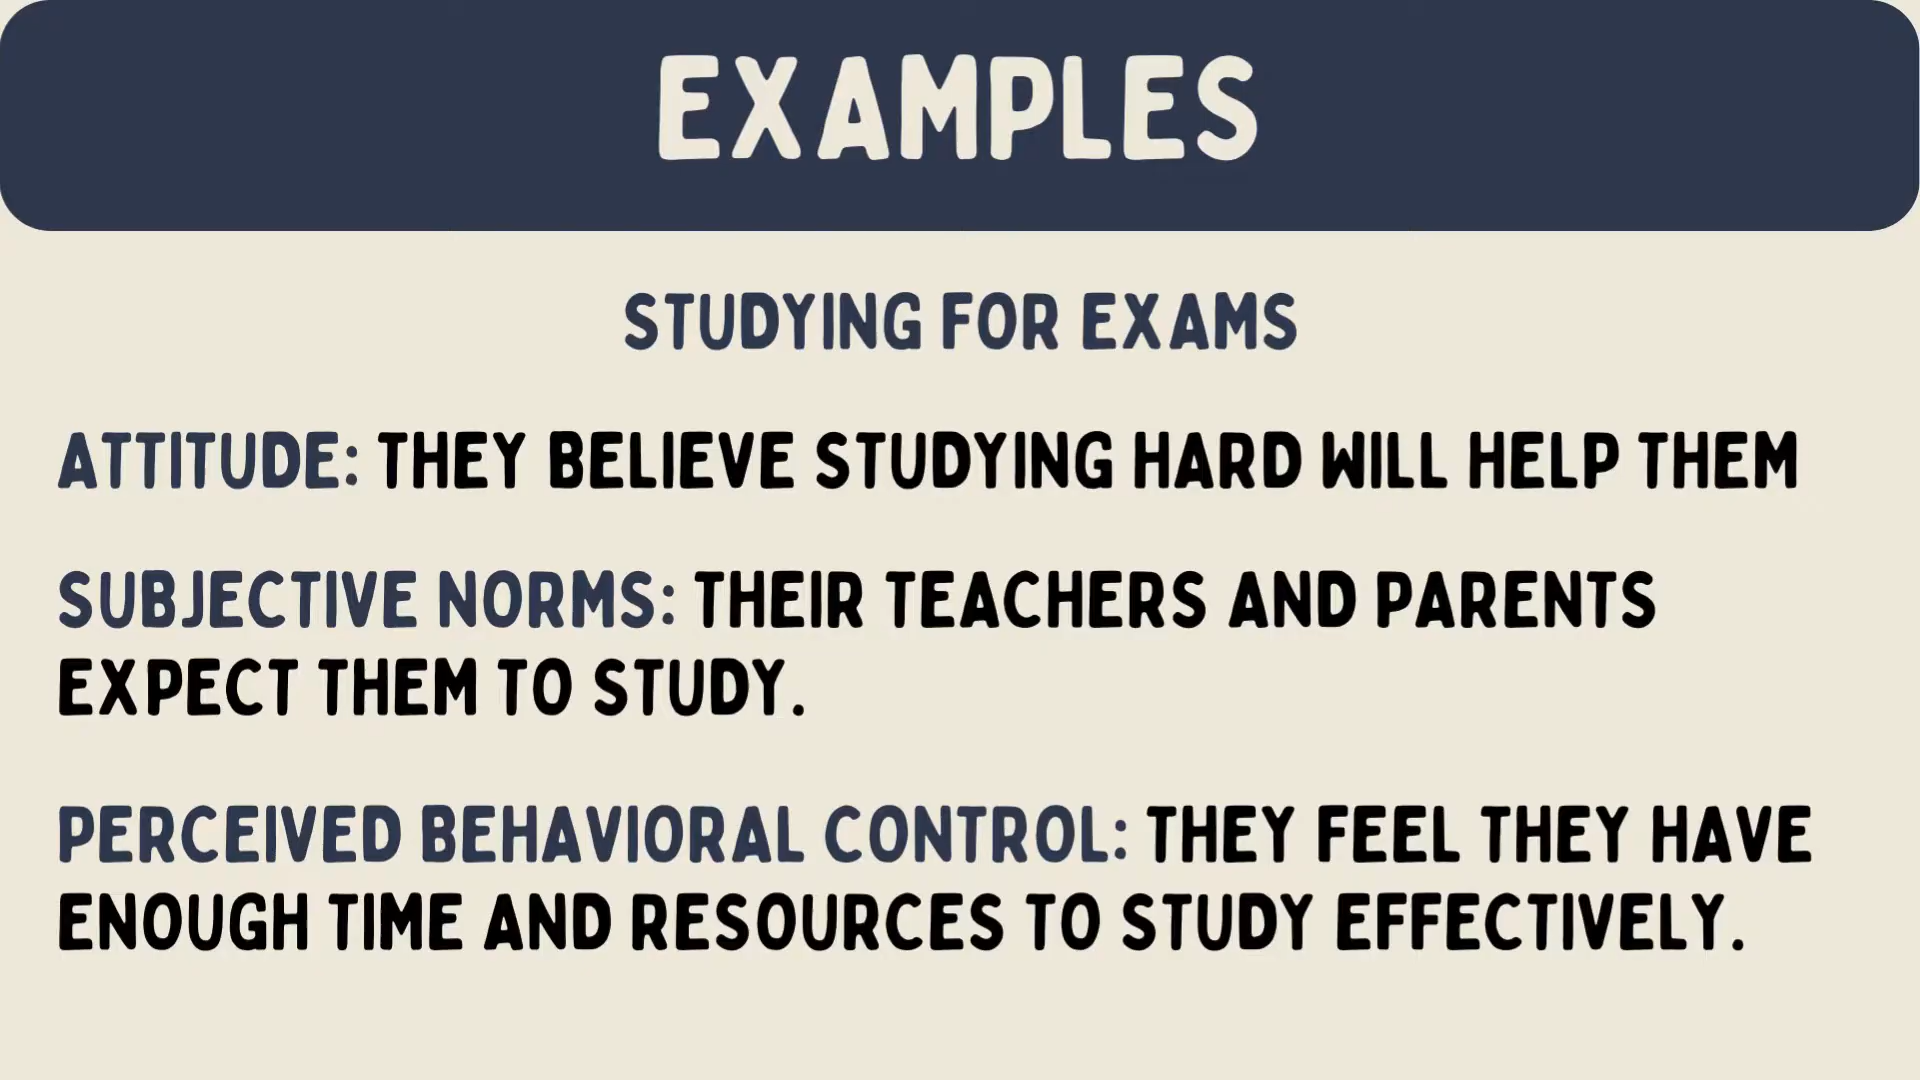 EXAMPLES
STUDYING FOR EXAMS
ATTITUDE: THEY BELIEVE STUDYING HARD WILL HELP THEM
SUBJECTIVE NORMS: THEIR TEACHERS AND PARENTS
EXPECT THEM TO STUDY.
PERCEIVED BEHAVIORAL CONTROL: THEY FEEL THEY HAVE
ENOUGH TIME AND RESOURCES TO STUDY EFFECTIVELY.